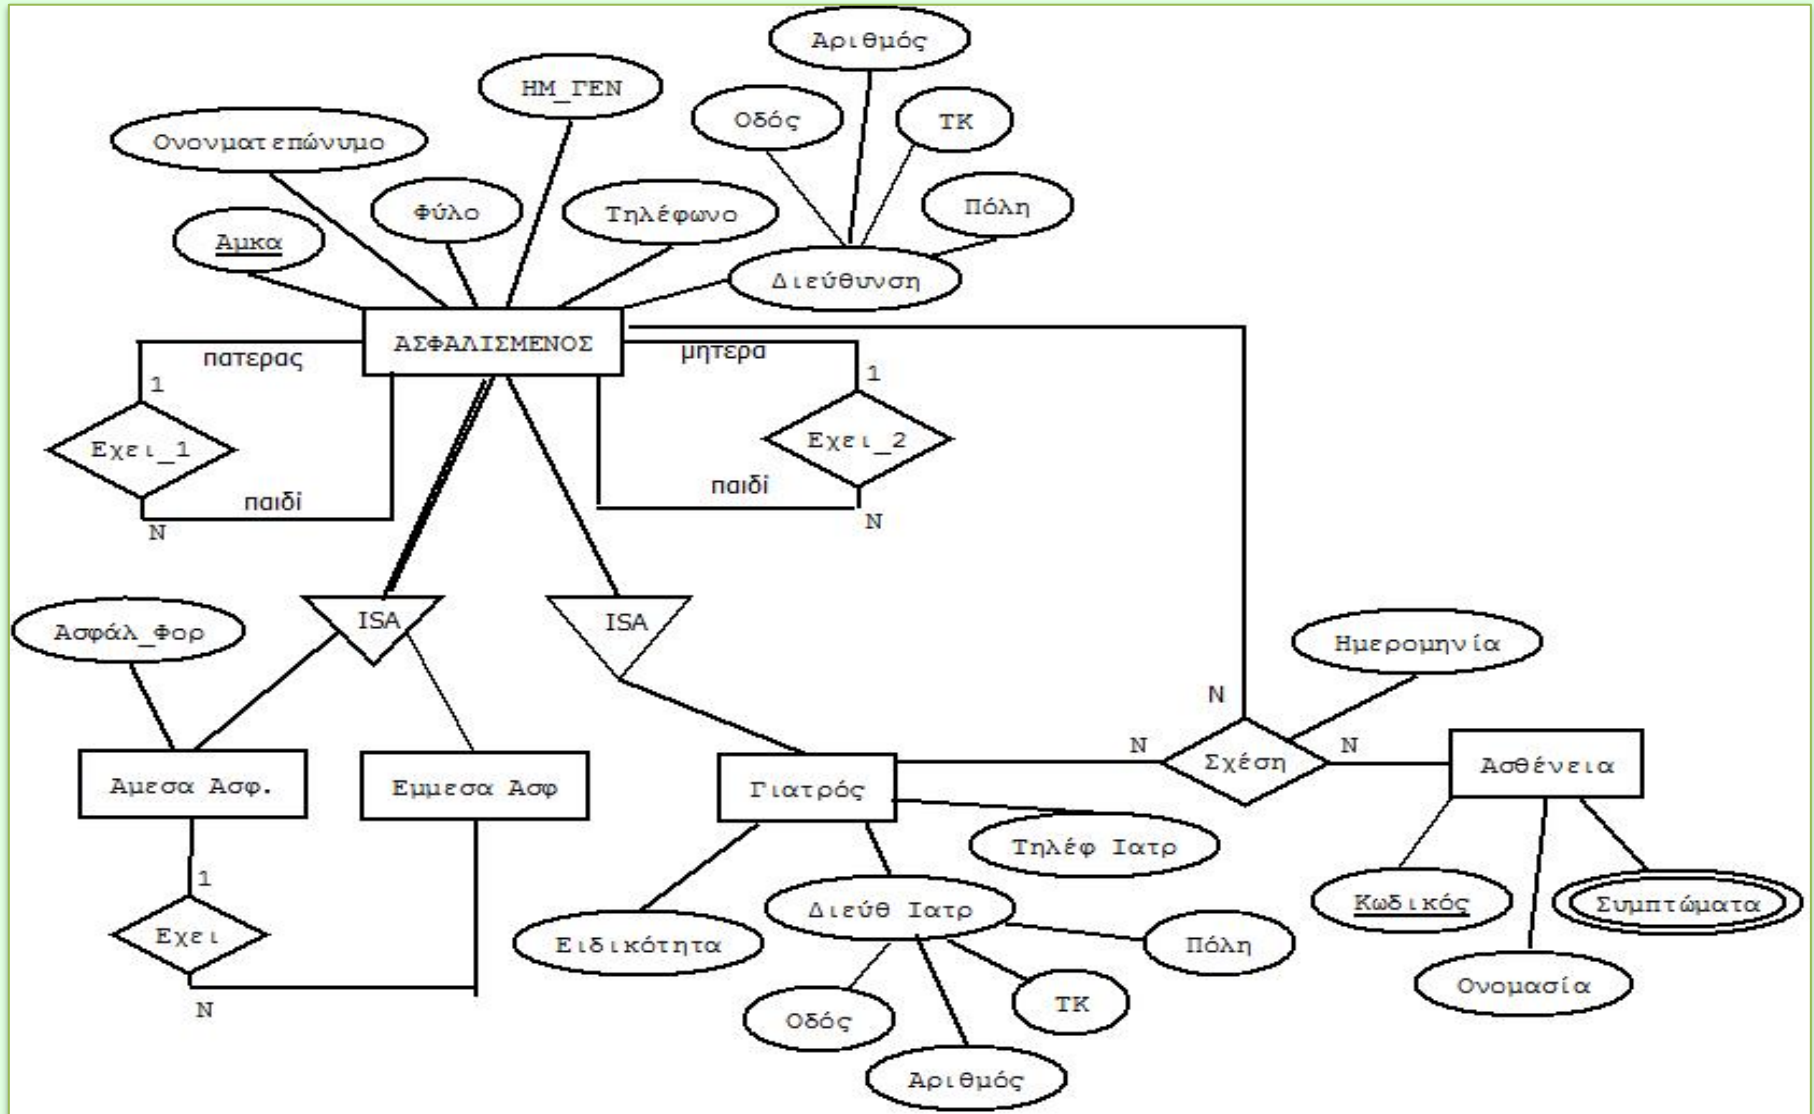 Αριθμός
ΗΜ_ΓΕΝ
Οδός
ΤΚ
Ονονματεπώνυμο
Φύλο
Τηλέφωνο
Πόλη
Αμκα
Διεύθυνση
ΑΣΦΑΛΙΣΜΕΝΟΣ
πατερας
μητερα
1
1
Εχει_1
Εχει_2
παιδί
παιδί
N
N
ISA
ISA
Ασφάλ_Φορ
Ημερομηνία
N
N
N
Σχέση
Ασθένεια
Αμεσα Ασφ.
Εμμεσα Ασφ
Γιατρός
Τηλέφ Ιατρ
1
Διεύθ Ιατρ
Κωδικός
Συμπτώματα
Εχει
Ειδικότητα
Πόλη
Ονομασία
N
Οδός
ΤΚ
Αριθμός